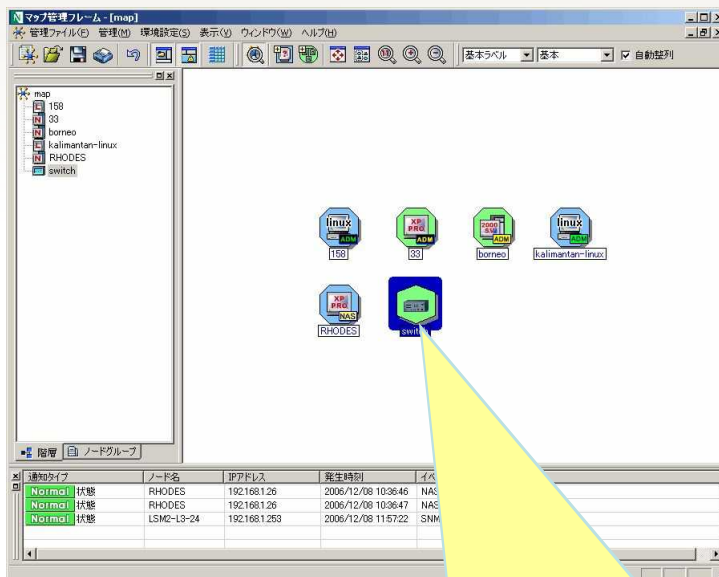 マップ管理フレーム - [map]
管理ファイル(F) 管理(M) 環境設定(S) 表示(V) ウィンドウ(W) ヘルプ(H)
基本ラベル 基本 自動整列
map
158
33
borneo
kalimantan-linux
RHODES
switch
linux ADM
XP PRO ADM
2000 SV ADM
linux ADM
158 33 borneo kalimantan-linux
XP PRO NAS
RHODES switch
階層 ノードグループ
通知タイプ ノード名 IPアドレス 発生時刻 イベ
Normal 状態 RHODES 192.168.1.26 2006/12/08 10:36:46 NAS
Normal 状態 RHODES 192.168.1.26 2006/12/08 10:36:47 NAS
Normal 状態 LSM2-L3-24 192.168.1.253 2006/12/08 11:57:22 SNM